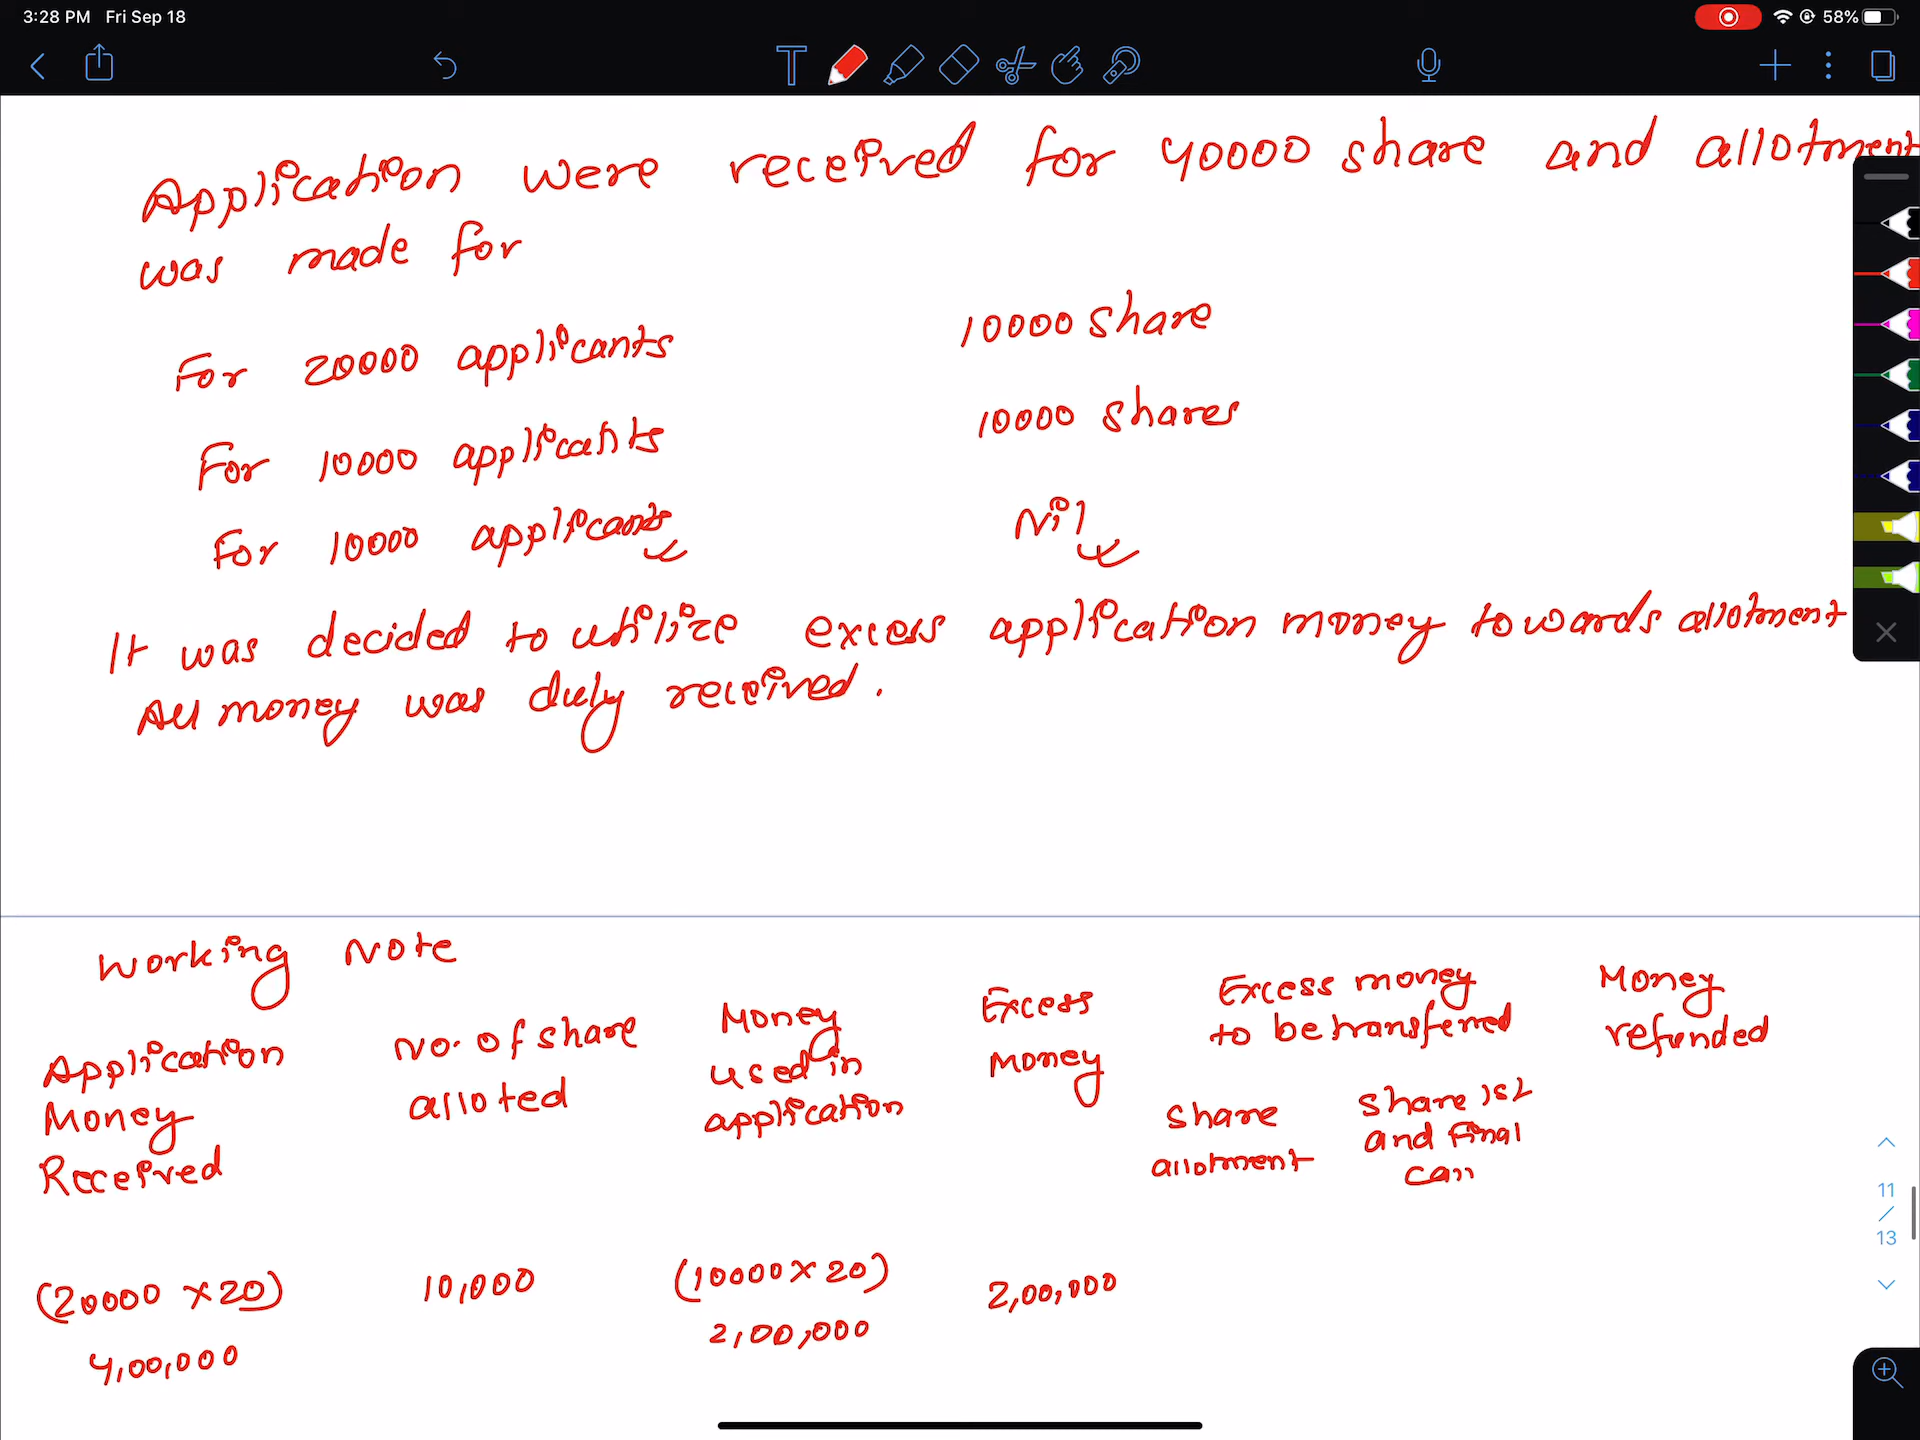 3:28 PM Fri Sep 18
58%
Application were received for 40000 share and allotment
was made for
For 20000 applicants 10000 share
For 10000 applicants 10000 shares
For 10000 applicants Nil
It was decided to utilize excess application money towards allotment
All money was duly received.
Working Note
Application Money Received
No. of share alloted
Money used in application
Excess Money
Excess money to be transferred
Share allotment
Share 1st and final call
Money refunded
(20000 × 20) 10,000 (10000 × 20) 2,00,000
4,00,000 2,00,000
11
/
13